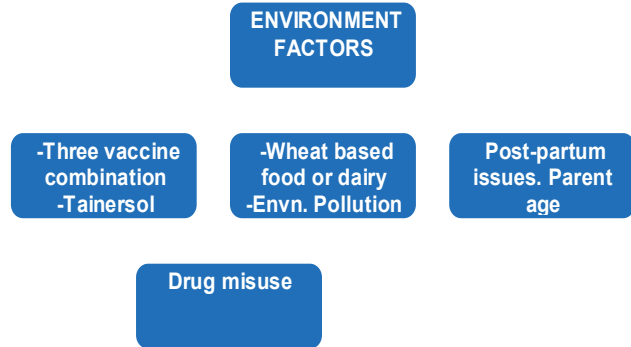 ENVIRONMENT
FACTORS
-Three vaccine
combination
-Tainersol
-Wheat based
food or dairy
-Envn. Pollution
Post-partum
issues. Parent
age
Drug misuse